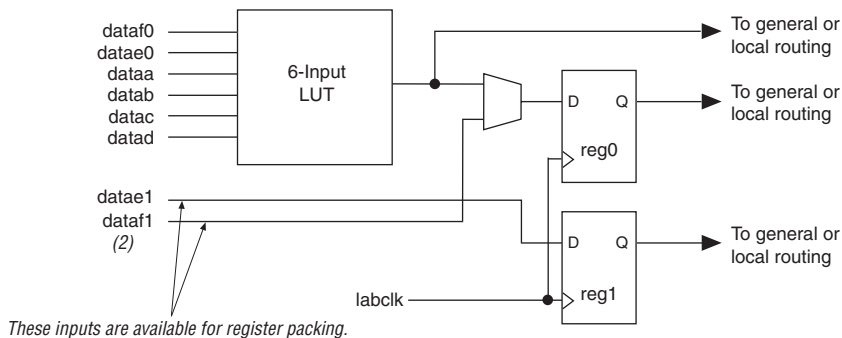 dataf0
datae0
dataa
datab
datac
datad
6-Input
LUT
To general or
local routing
D Q
reg0
To general or
local routing
datae1
dataf1
(2)
D Q
reg1
To general or
local routing
labclk
These inputs are available for register packing.